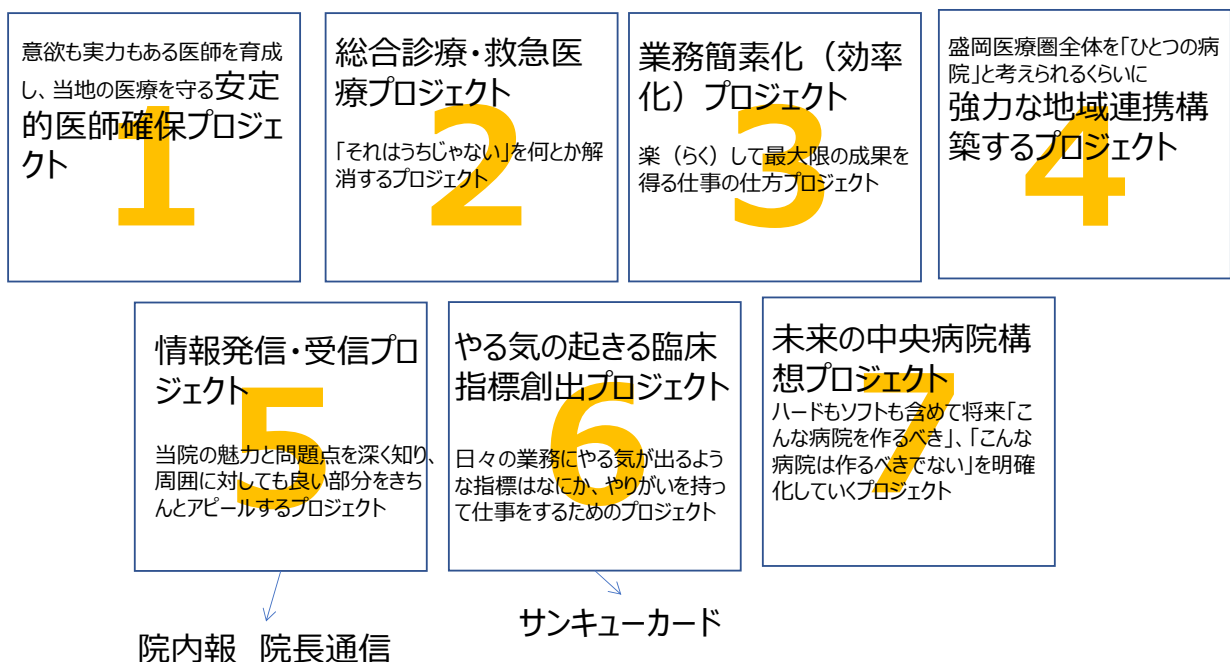 意欲も実力もある医師を育成
し、当地の医療を守る安定
的医師確保プロジェ
クト
1
総合診療・救急医
療プロジェクト
「それはうちじゃない」を何とか解
消するプロジェクト
2
業務簡素化（効率
化）プロジェクト
楽（らく）して最大限の成果を
得る仕事の仕方プロジェクト
3
盛岡医療圏全体を「ひとつの病
院」と考えられるくらいに
強力な地域連携構
築するプロジェクト
4
情報発信・受信プロ
ジェクト
当院の魅力と問題点を深く知り、
周囲に対しても良い部分をきち
んとアピールするプロジェクト
5
やる気の起きる臨床
指標創出プロジェクト
日々の業務にやる気が出るよう
な指標はなにか、やりがいを持っ
て仕事をするためのプロジェクト
6
未来の中央病院構
想プロジェクト
ハードもソフトも含めて将来「こ
んな病院を作るべき」、「こんな
病院は作るべきでない」を明確
化していくプロジェクト
7
院内報　院長通信
サンキューカード